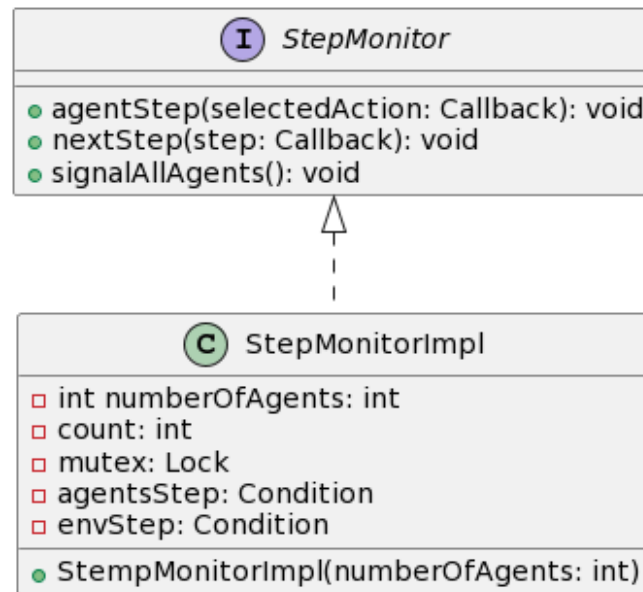 I StepMonitor
agentStep(selectedAction: Callback): void
nextStep(step: Callback): void
signalAllAgents(): void
C StepMonitorImpl
int numberOfAgents: int
count: int
mutex: Lock
agentsStep: Condition
envStep: Condition
StempMonitorImpl(numberOfAgents: int)